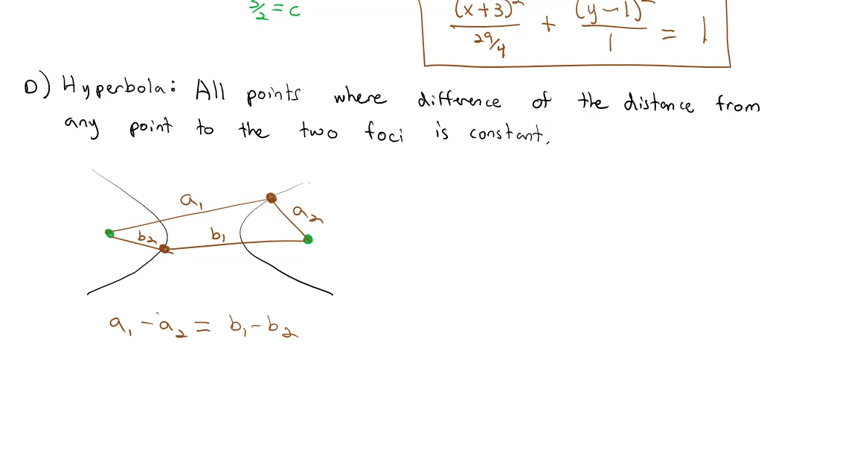 5/2 = c
(x+3)² / 29/4 + (y-1)² / 1 = 1
D) Hyperbola: All points where difference of the distance from
any point to the two foci is constant.
a₁ a₂
b₂ b₁
a₁ - a₂ = b₁ - b₂